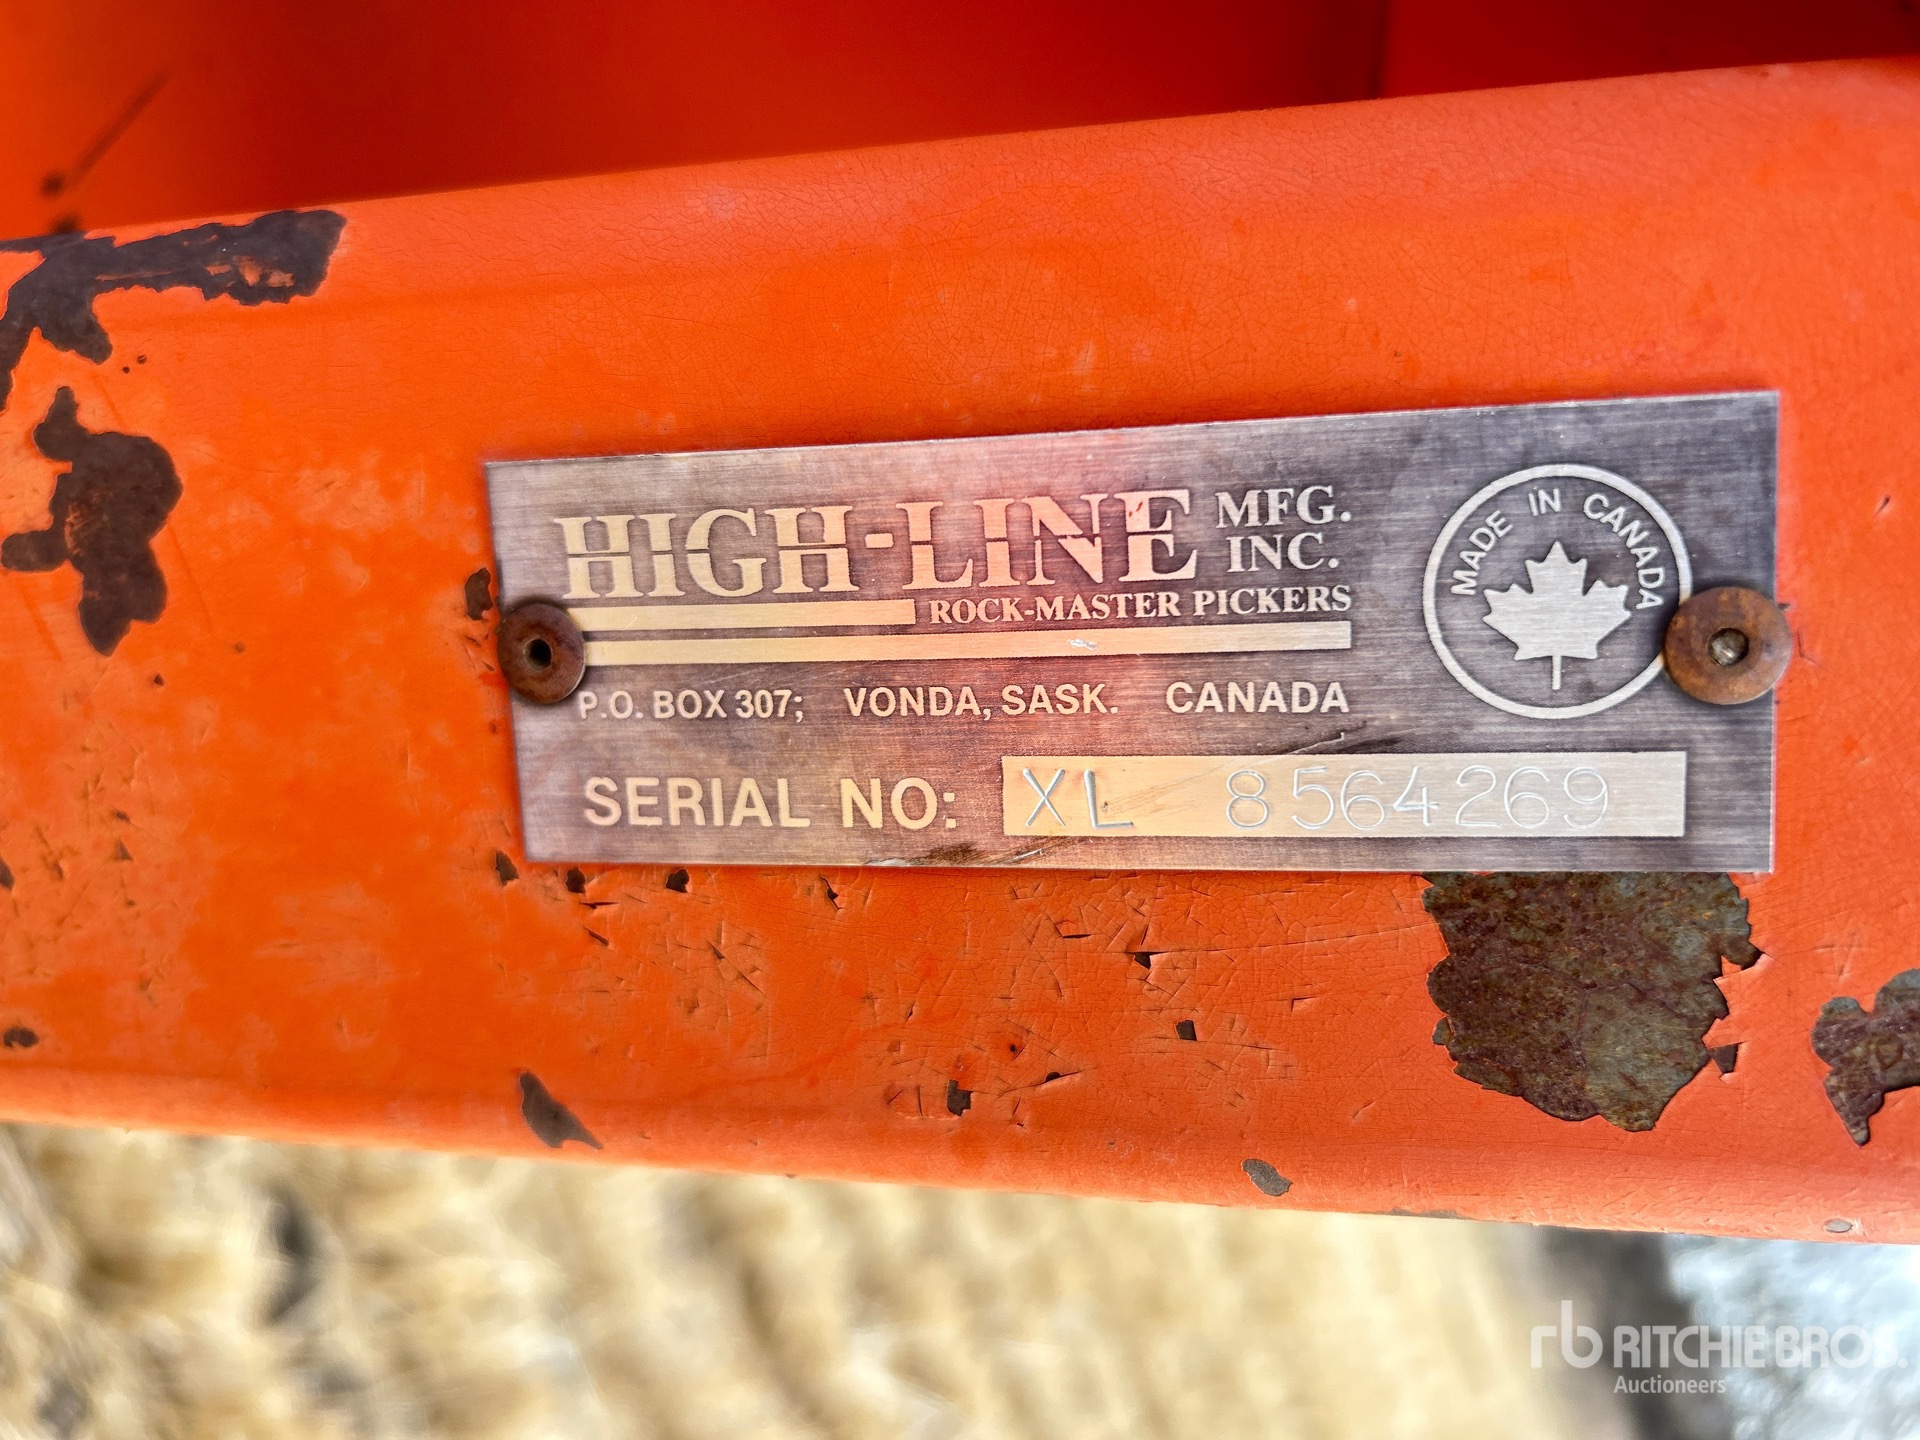 HIGH-LINE MFG. INC.
ROCK-MASTER PICKERS
P.O. BOX 307; VONDA, SASK. CANADA
MADE IN CANADA
SERIAL NO: XL 8564269
rb RITCHIE BROS.
Auctioneers